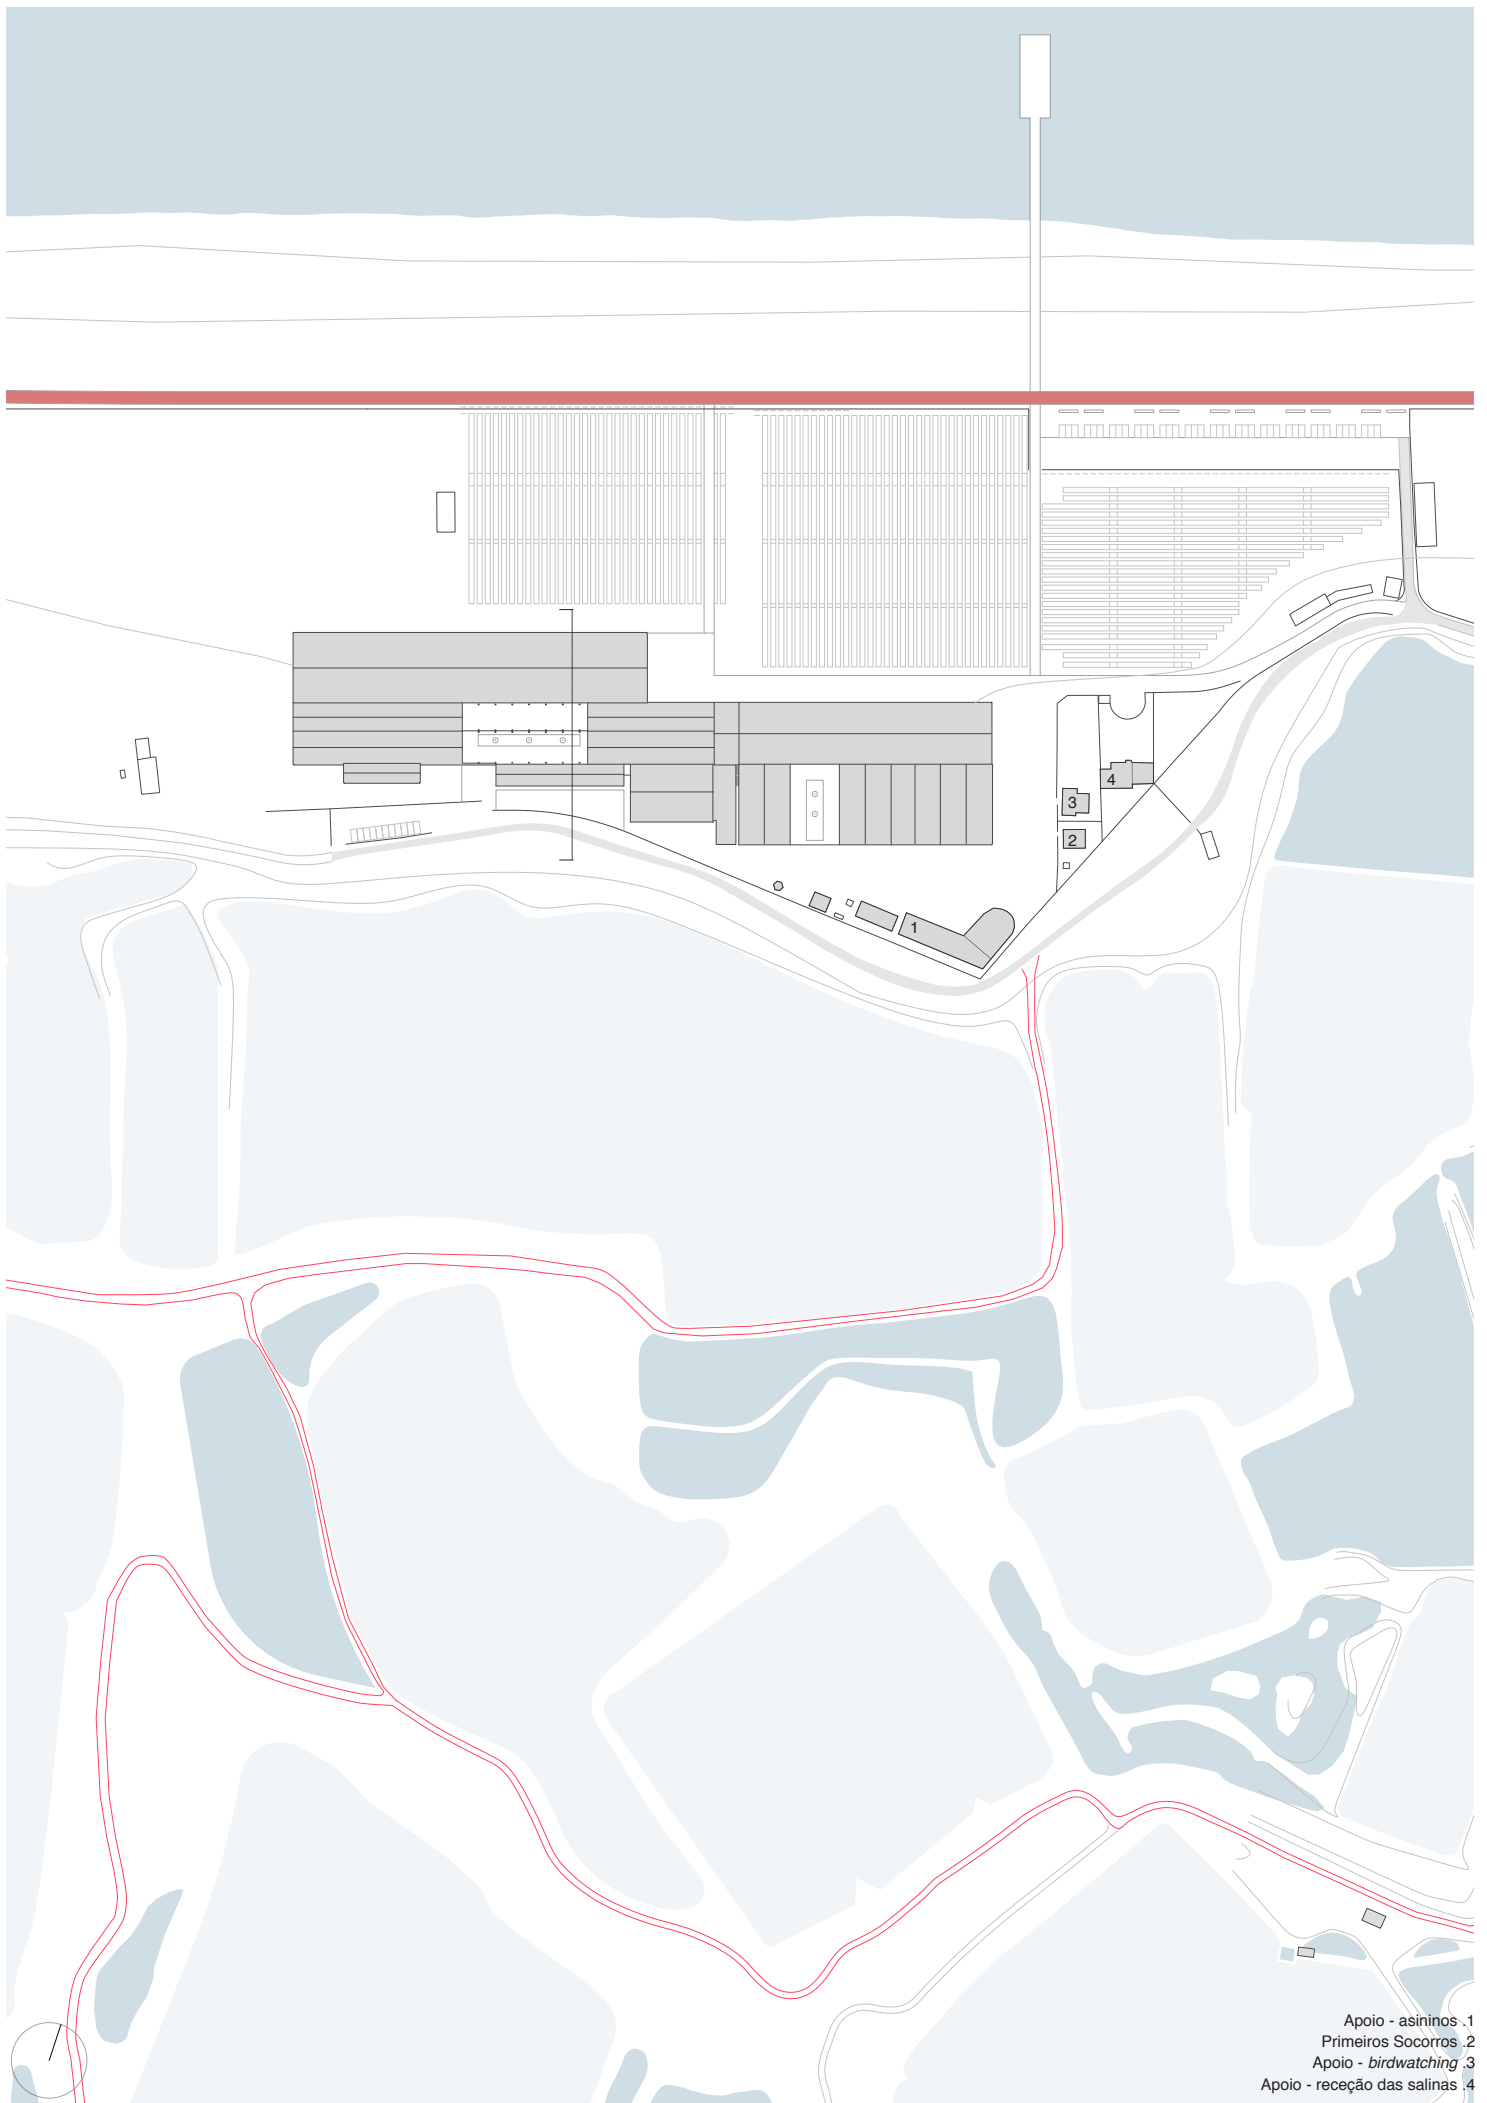 4
3
2
1
Apoio - asininos .1
Primeiros Socorros .2
Apoio - birdwatching .3
Apoio - receção das salinas .4